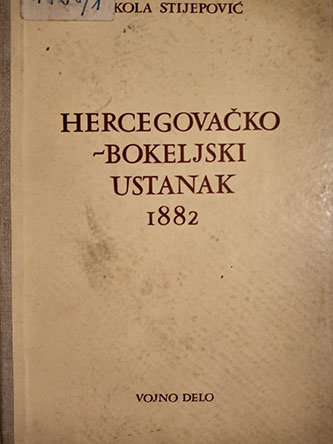 KOLA STIJEPOVIĆ
HERCEGOVAČKO
-BOKELJSKI
USTANAK
1882
VOJNO DELO